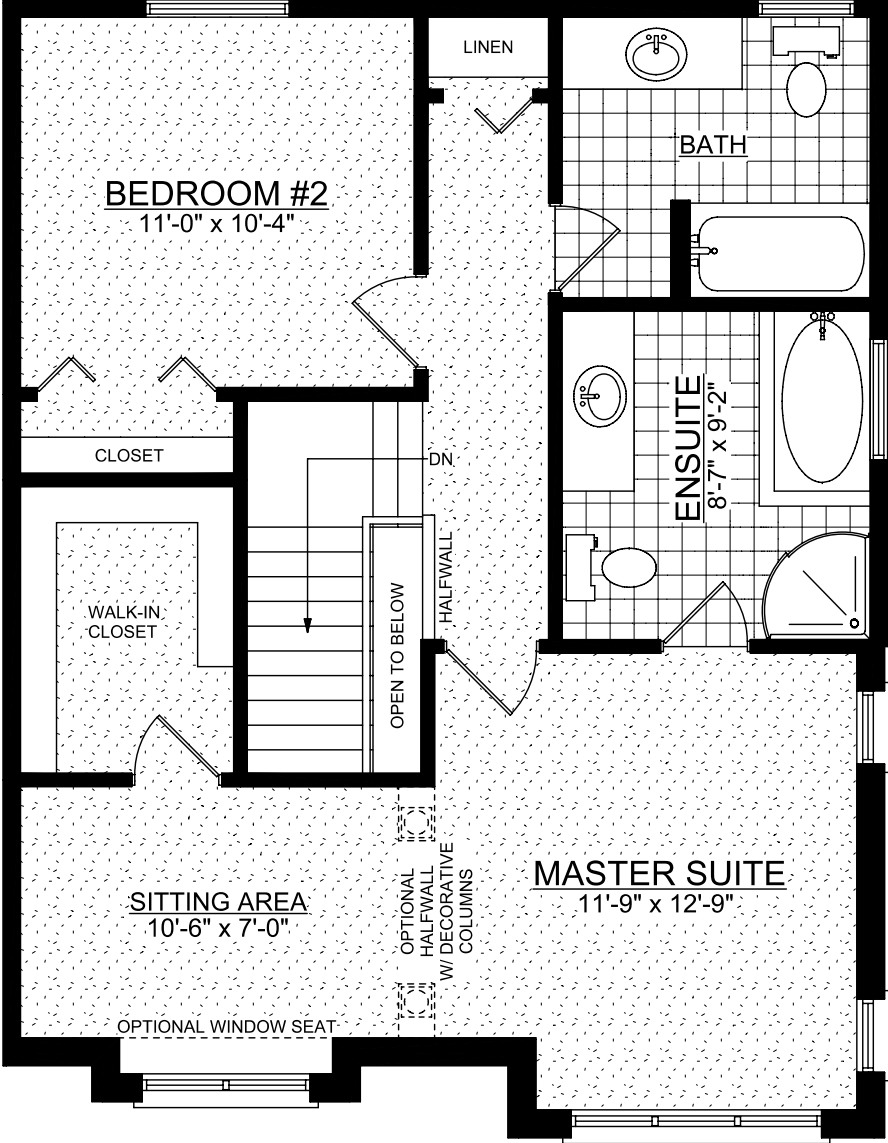 LINEN
BATH
BEDROOM #2
11'-0" x 10'-4"
ENSUITE
8'-7" x 9'-2"
CLOSET
DN
HALFWALL
WALK-IN
CLOSET
OPEN TO BELOW
MASTER SUITE
11'-9" x 12'-9"
SITTING AREA
10'-6" x 7'-0"
OPTIONAL
HALFWALL
W/ DECORATIVE
COLUMNS
OPTIONAL WINDOW SEAT